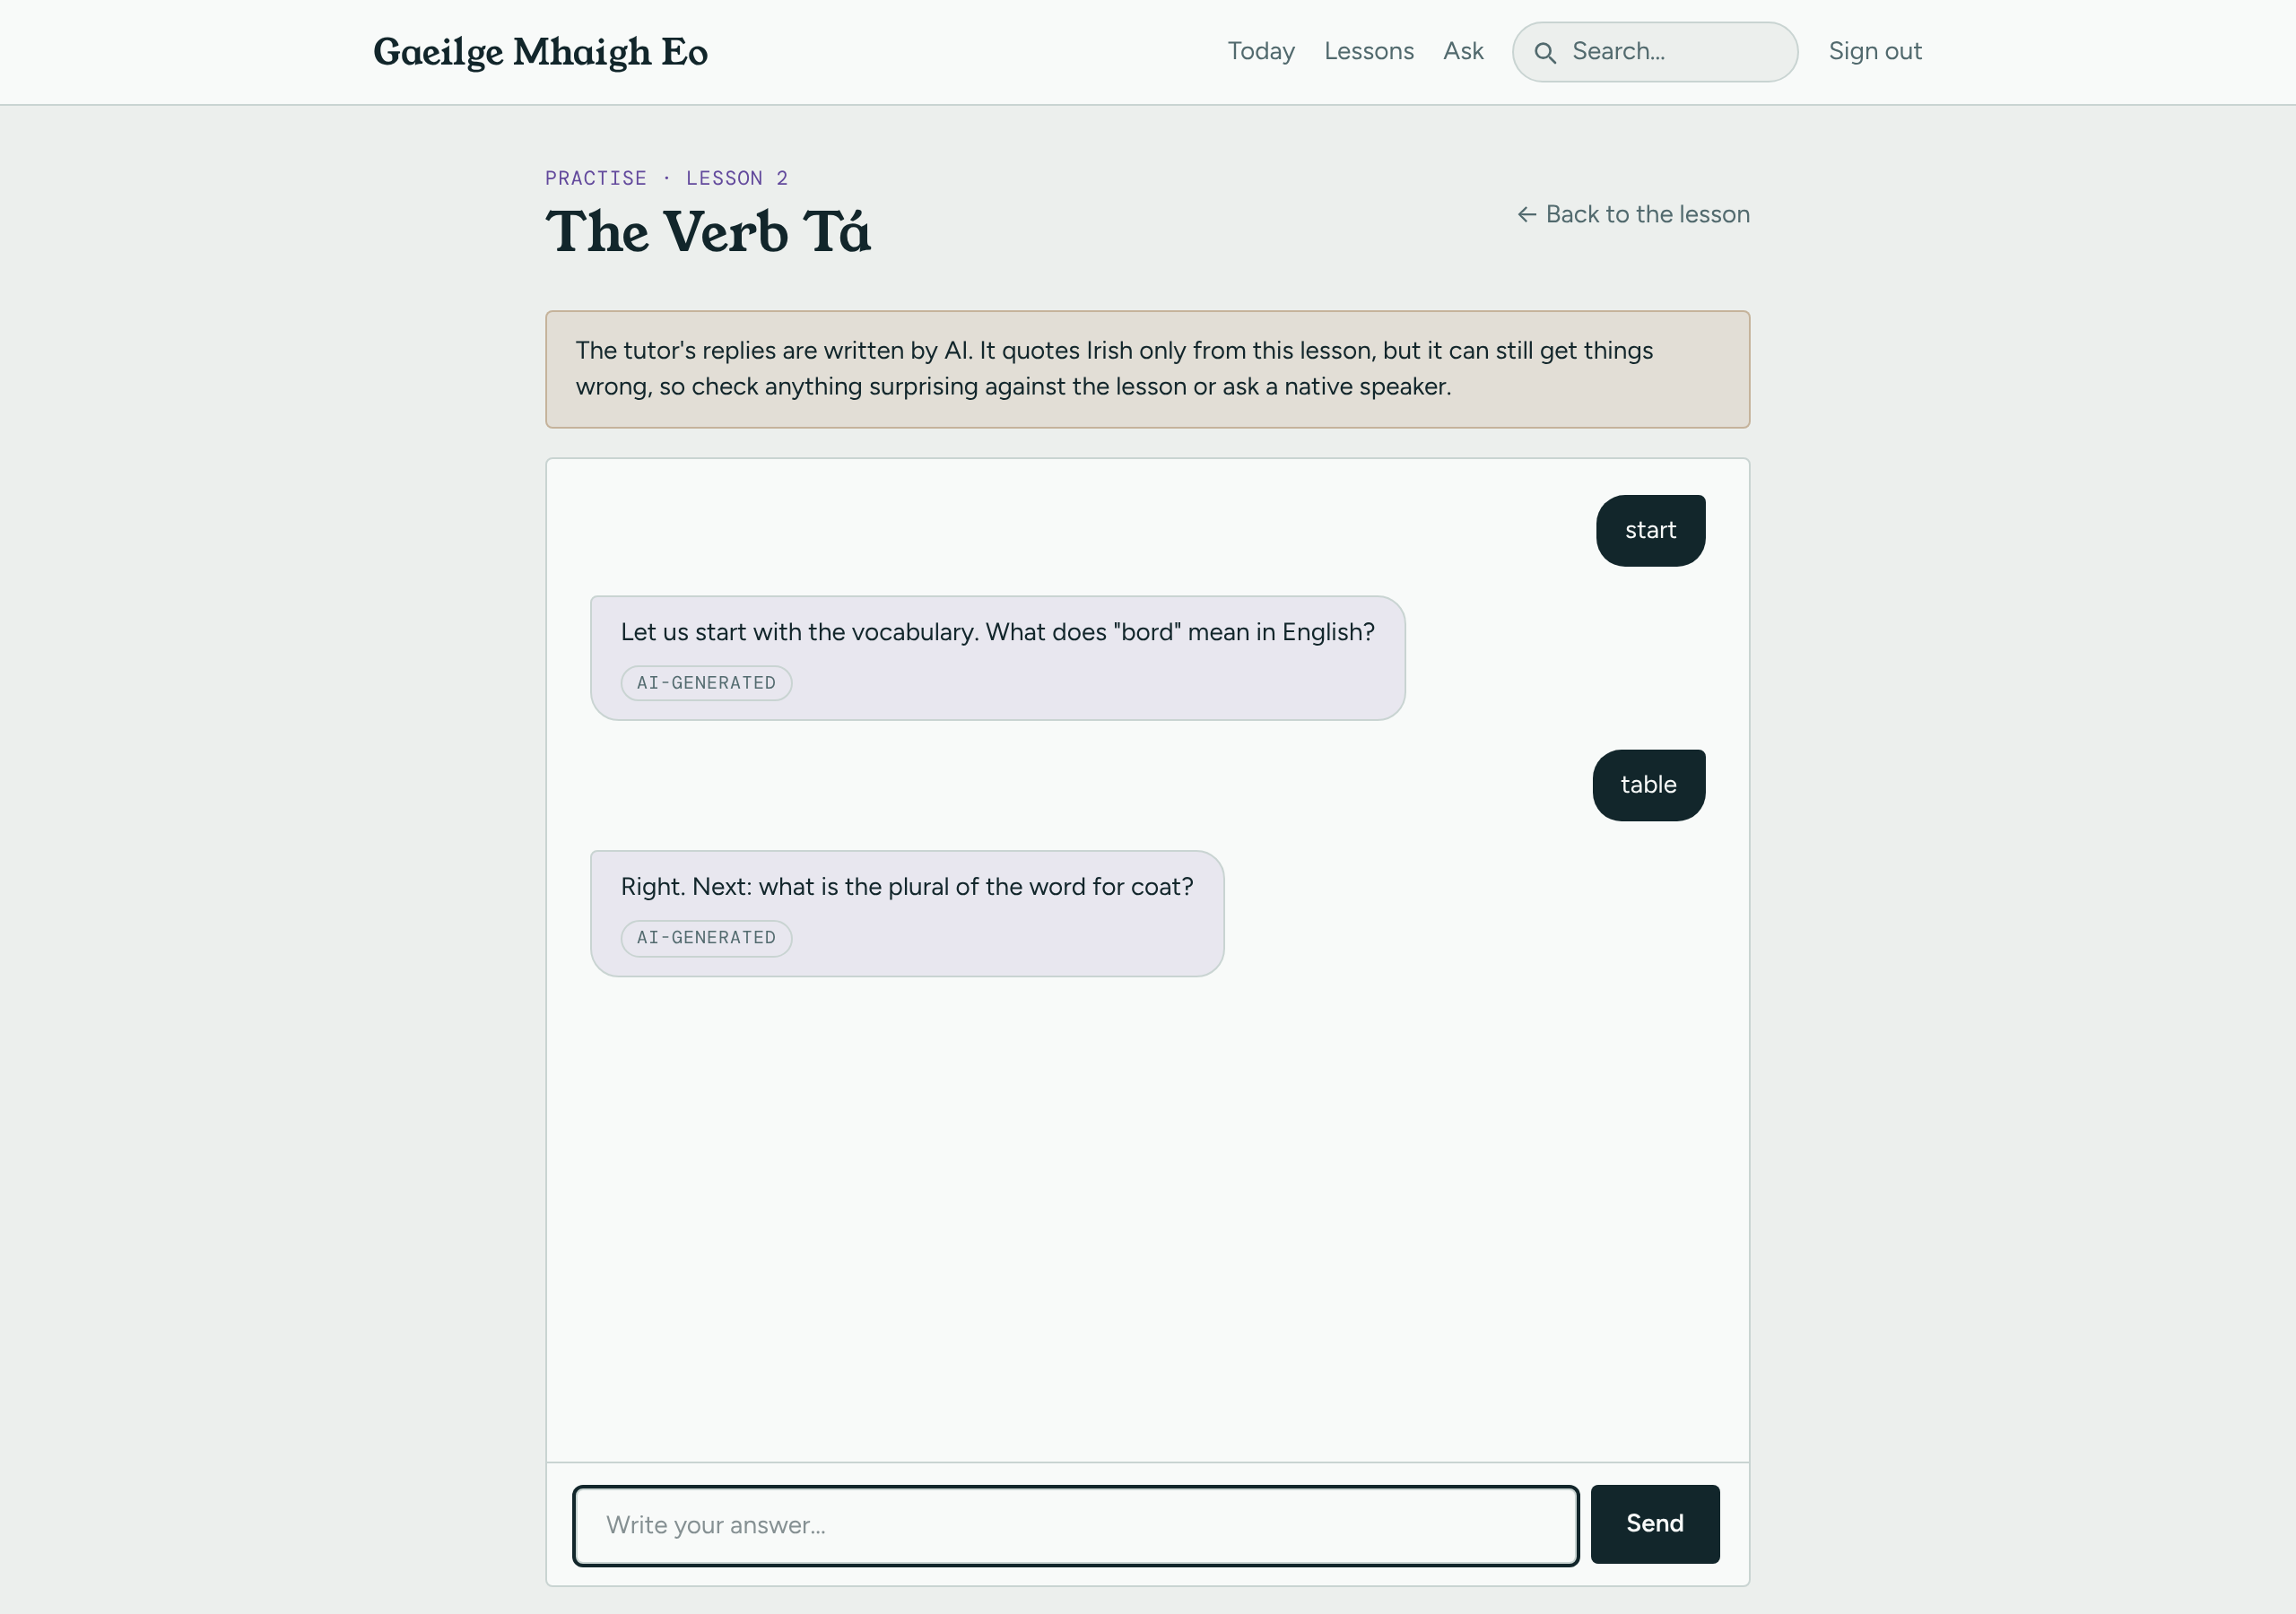 Gaeilge Mhaigh Eo
Today Lessons Ask Search... Sign out
PRACTISE · LESSON 2
The Verb Tá
← Back to the lesson
The tutor's replies are written by AI. It quotes Irish only from this lesson, but it can still get things
wrong, so check anything surprising against the lesson or ask a native speaker.
start
Let us start with the vocabulary. What does "bord" mean in English?
AI-GENERATED
table
Right. Next: what is the plural of the word for coat?
AI-GENERATED
Write your answer...
Send